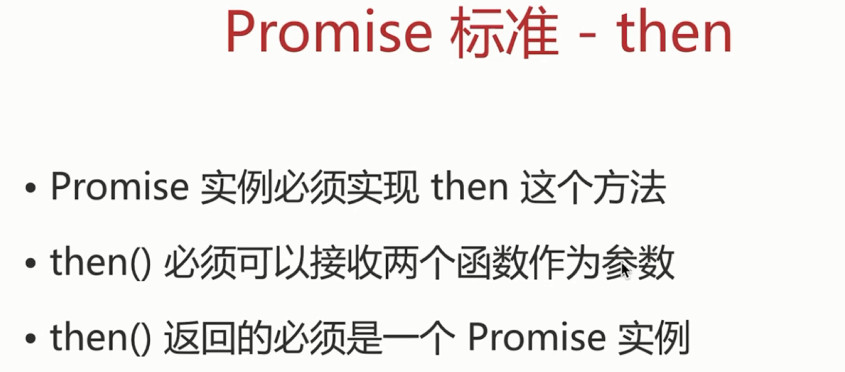 Promise 标准 - then
• Promise 实例必须实现 then 这个方法
• then() 必须可以接收两个函数作为参数
• then() 返回的必须是一个 Promise 实例